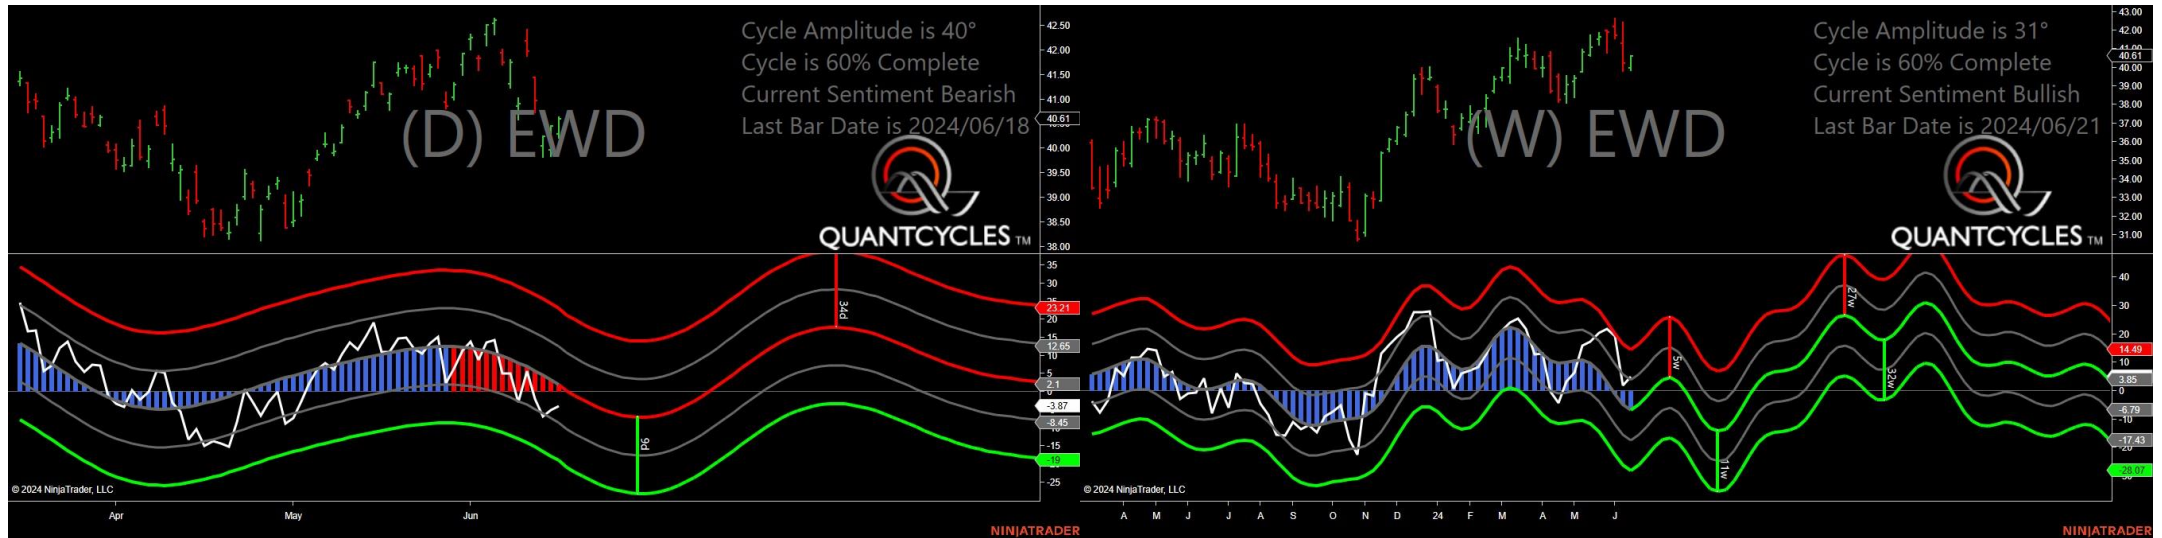 Cycle Amplitude is 40°
Cycle is 60% Complete
Current Sentiment Bearish
Last Bar Date is 2024/06/18
(D) EWD
QUANTCYCLES TM
42.50
42.00
41.50
41.00
40.61
40.00
39.50
39.00
38.50
38.00
35
30
25
23.21
20
15
12.65
10
5
2.1
0
-3.87
-8.45
-10
-15
-19
-25
34d
9d
© 2024 NinjaTrader, LLC
Apr May Jun
NINJATRADER
Cycle Amplitude is 31°
Cycle is 60% Complete
Current Sentiment Bullish
Last Bar Date is 2024/06/21
(W) EWD
QUANTCYCLES TM
43.00
42.00
41.00
40.61
40.00
39.00
38.00
37.00
36.00
35.00
34.00
33.00
32.00
31.00
40
30
20
14.49
10
3.85
0
-6.79
-10
-17.43
-20
-28.07
5w
11w
27w
32w
© 2024 NinjaTrader, LLC
A M J J A S O N D 24 F M A M J
NINJATRADER